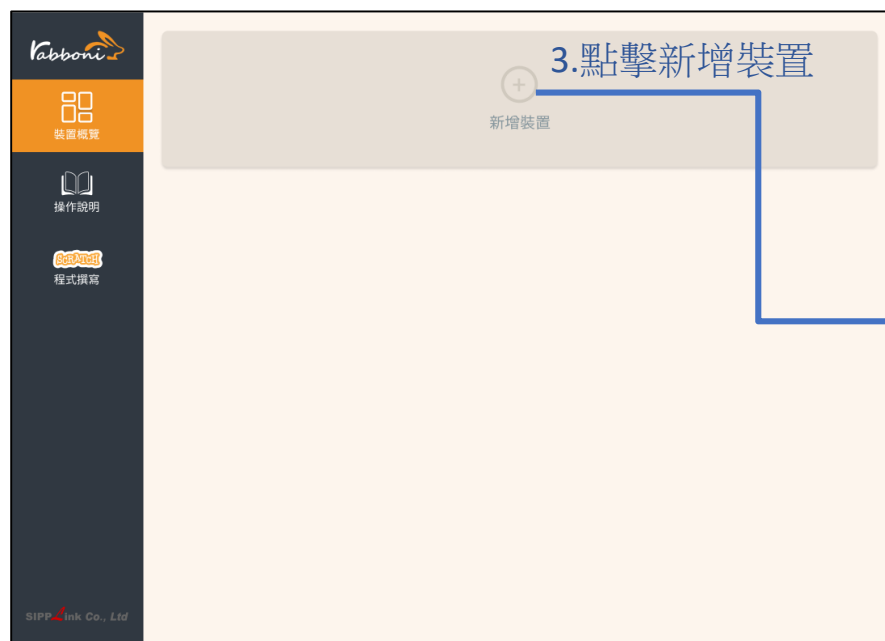 rabboni
3.點擊新增裝置
新增裝置
裝置概覽
操作說明
SCRATCH
程式撰寫
SIPPLink Co., Ltd